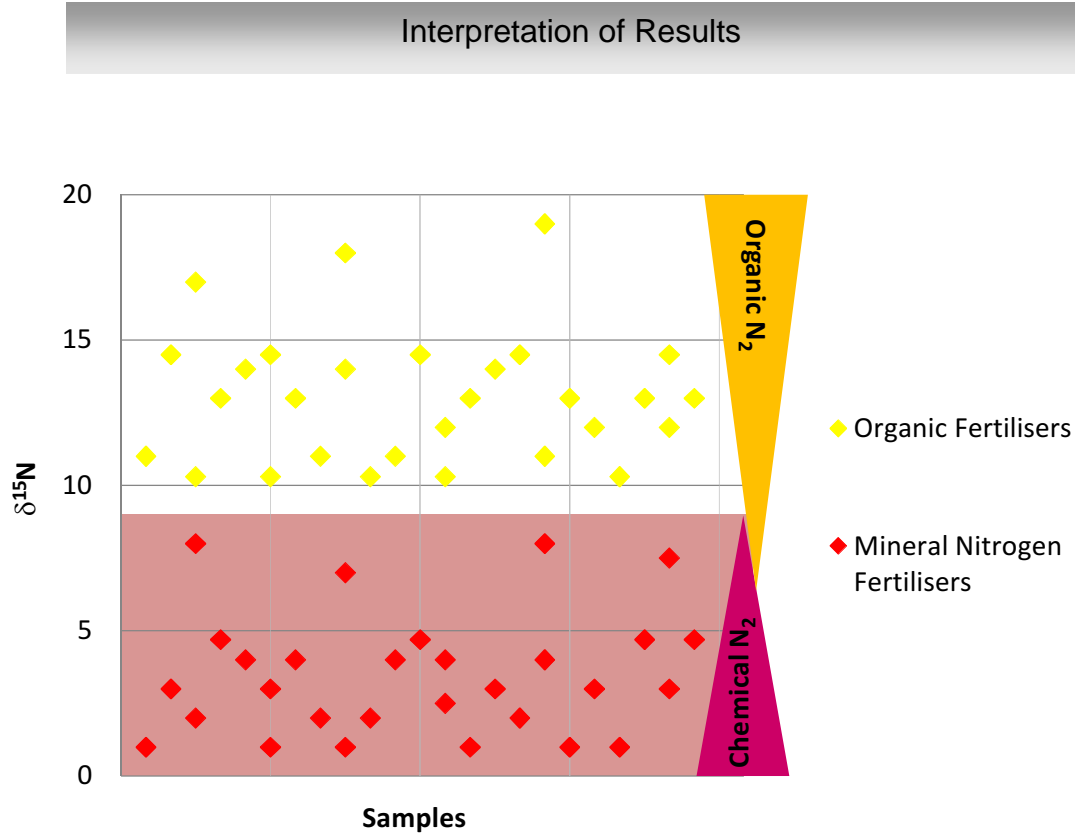 Interpretation of Results
20
15
10
5
0
δ¹⁵N
Samples
Organic N₂
Chemical N₂
Organic Fertilisers
Mineral Nitrogen
Fertilisers